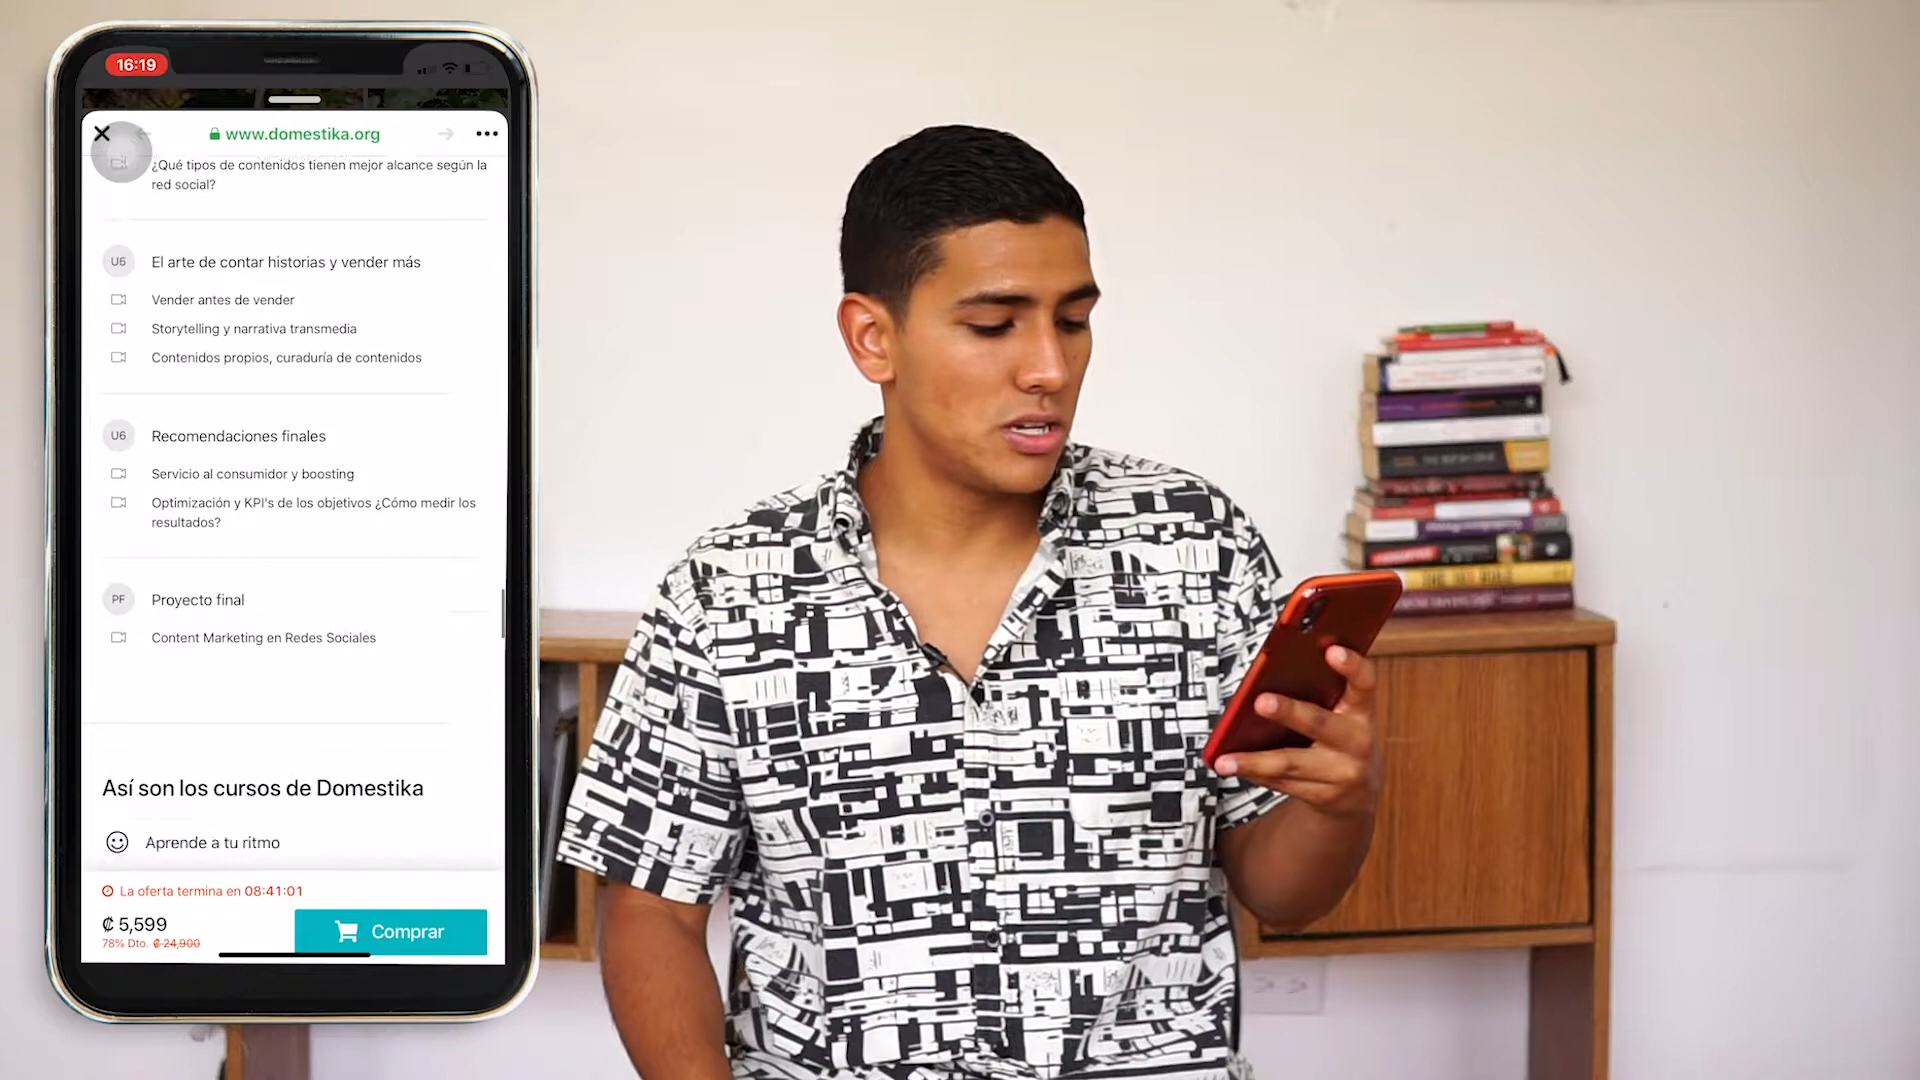 16:19
www.domestika.org
¿Qué tipos de contenidos tienen mejor alcance según la
red social?
U6
El arte de contar historias y vender más
Vender antes de vender
Storytelling y narrativa transmedia
Contenidos propios, curaduría de contenidos
U6
Recomendaciones finales
Servicio al consumidor y boosting
Optimización y KPI's de los objetivos ¿Cómo medir los
resultados?
PF
Proyecto final
Content Marketing en Redes Sociales
Así son los cursos de Domestika
Aprende a tu ritmo
La oferta termina en 08:41:01
₡ 5,599
78% Dto. ₡ 24,900
Comprar